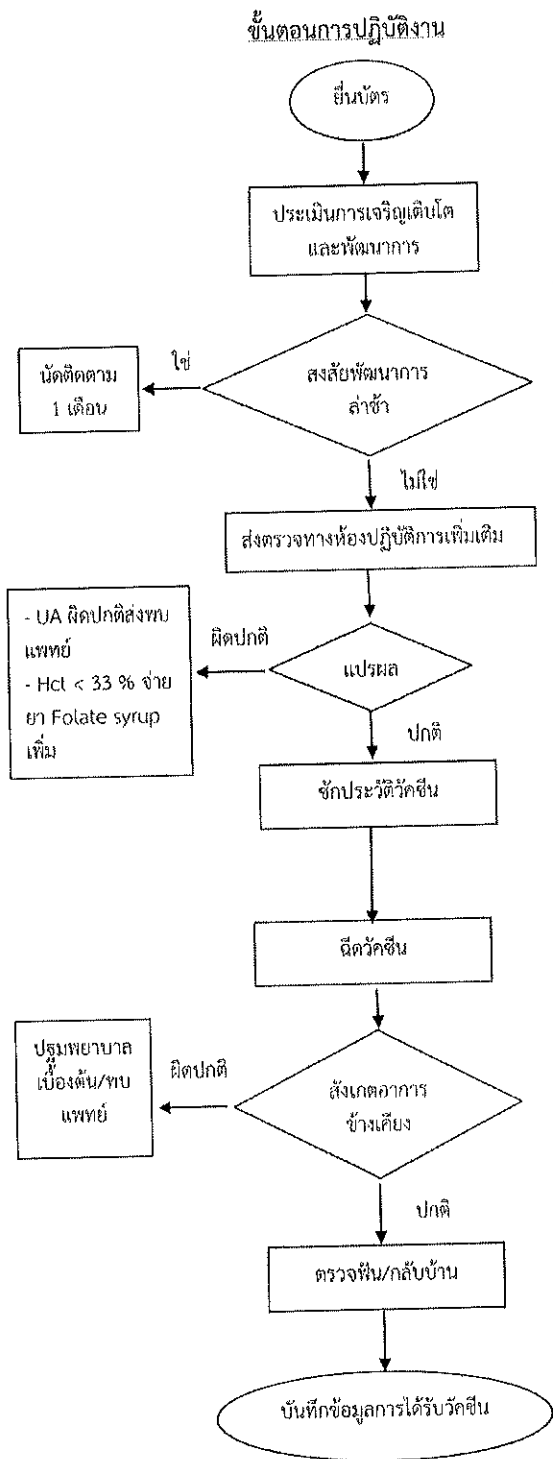 ขั้นตอนการปฏิบัติงาน
ยื่นบัตร
ประเมินการเจริญเติบโต
และพัฒนาการ
สงสัยพัฒนาการ
ล่าช้า
ใช่
นัดติดตาม
1 เดือน
ไม่ใช่
ส่งตรวจทางห้องปฏิบัติการเพิ่มเติม
แปรผล
ผิดปกติ
- UA ผิดปกติส่งพบ
แพทย์
- Hct < 33 % จ่าย
ยา Folate syrup
เพิ่ม
ปกติ
ซักประวัติวัคซีน
ฉีดวัคซีน
สังเกตอาการ
ข้างเคียง
ผิดปกติ
ปฐมพยาบาล
เบื้องต้น/พบ
แพทย์
ปกติ
ตรวจฟัน/กลับบ้าน
บันทึกข้อมูลการได้รับวัคซีน